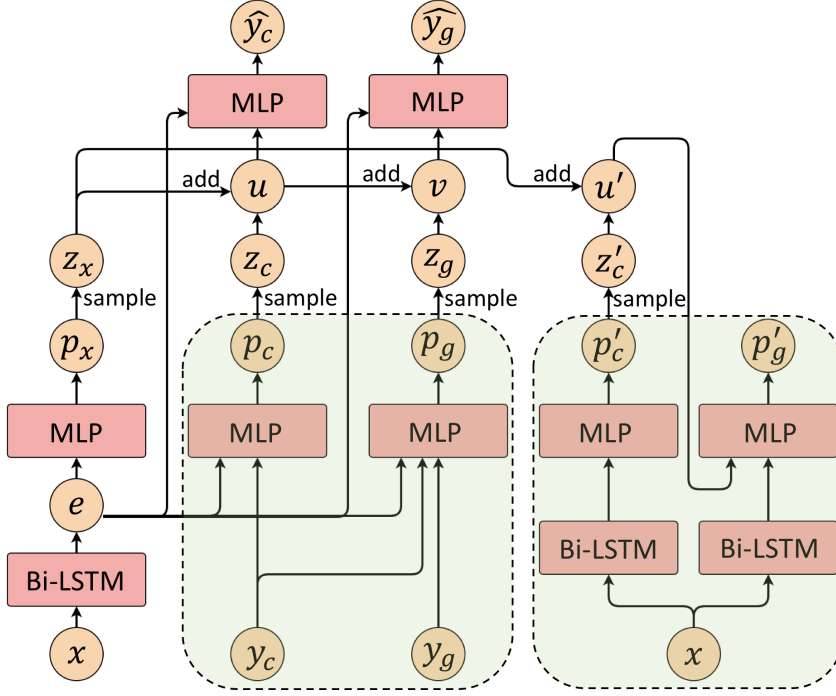 ŷc ŷg
MLP MLP
add u add v add u′
zx zc zg z′c
sample sample sample sample
px pc pg p′c p′g
MLP MLP MLP MLP MLP
e
Bi-LSTM Bi-LSTM Bi-LSTM
x yc yg x